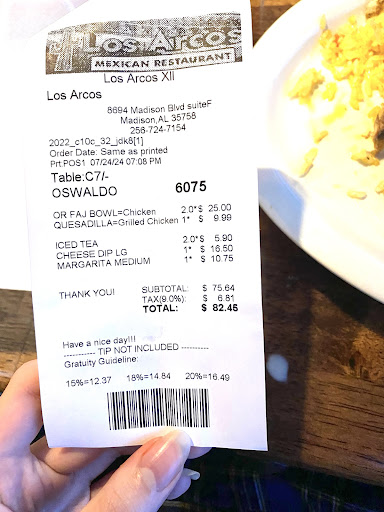 Los Arcos
MEXICAN RESTAURANT
Los Arcos XII
Los Arcos
8694 Madison Blvd suiteF
Madison,AL 35758
256-724-7154
2022_c10c_32_jdk8[1]
Order Date: Same as printed
Prt:POS1 07/24/24 07:08 PM
Table:C7/-
OSWALDO 6075
OR FAJ BOWL=Chicken 2.0*$ 25.00
QUESADILLA=Grilled Chicken 1* $ 9.99
ICED TEA 2.0*$ 5.90
CHEESE DIP LG 1* $ 16.50
MARGARITA MEDIUM 1* $ 10.75
THANK YOU! SUBTOTAL: $ 75.64
TAX(9.0%): $ 6.81
TOTAL: $ 82.45
Have a nice day!!!
----------- TIP NOT INCLUDED ----------
Gratuity Guideline:
15%=12.37 18%=14.84 20%=16.49